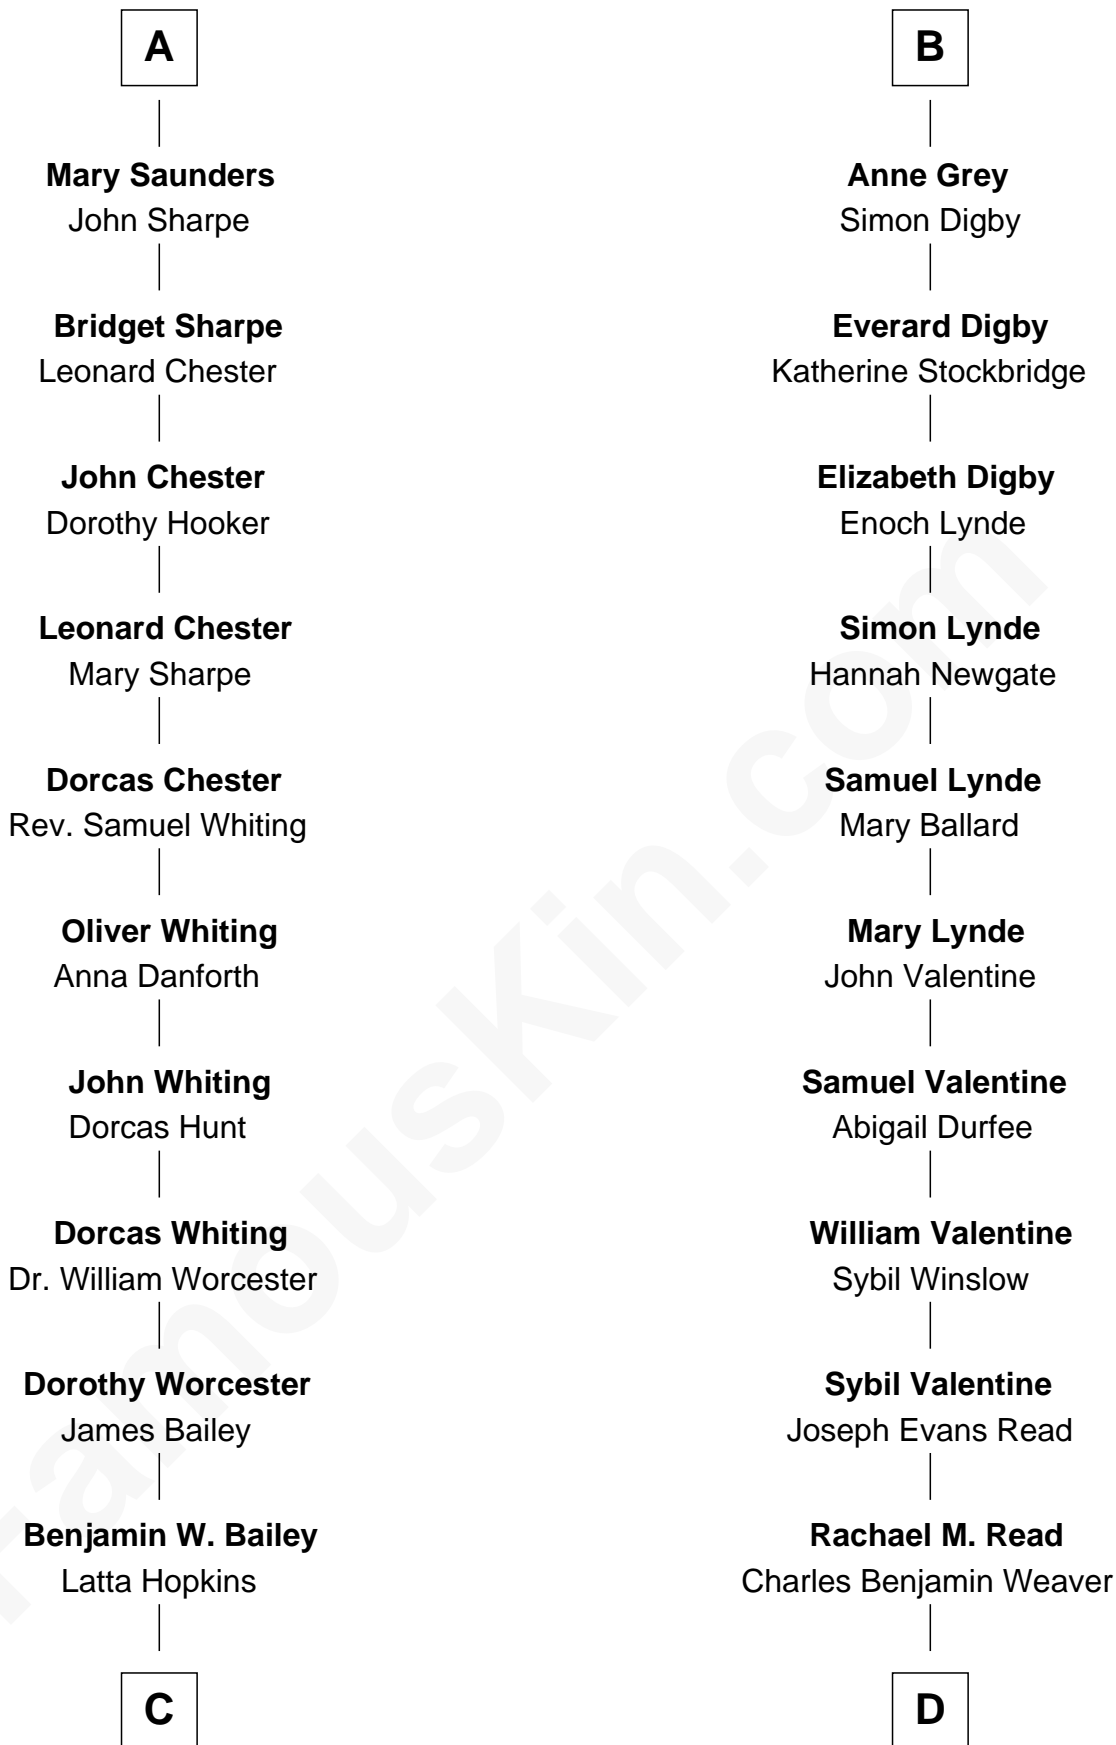 A
Mary Saunders
John Sharpe
Bridget Sharpe
Leonard Chester
John Chester
Dorothy Hooker
Leonard Chester
Mary Sharpe
Dorcas Chester
Rev. Samuel Whiting
Oliver Whiting
Anna Danforth
John Whiting
Dorcas Hunt
Dorcas Whiting
Dr. William Worcester
Dorothy Worcester
James Bailey
Benjamin W. Bailey
Latta Hopkins
C
B
Anne Grey
Simon Digby
Everard Digby
Katherine Stockbridge
Elizabeth Digby
Enoch Lynde
Simon Lynde
Hannah Newgate
Samuel Lynde
Mary Ballard
Mary Lynde
John Valentine
Samuel Valentine
Abigail Durfee
William Valentine
Sybil Winslow
Sybil Valentine
Joseph Evans Read
Rachael M. Read
Charles Benjamin Weaver
D
FamousKin.com